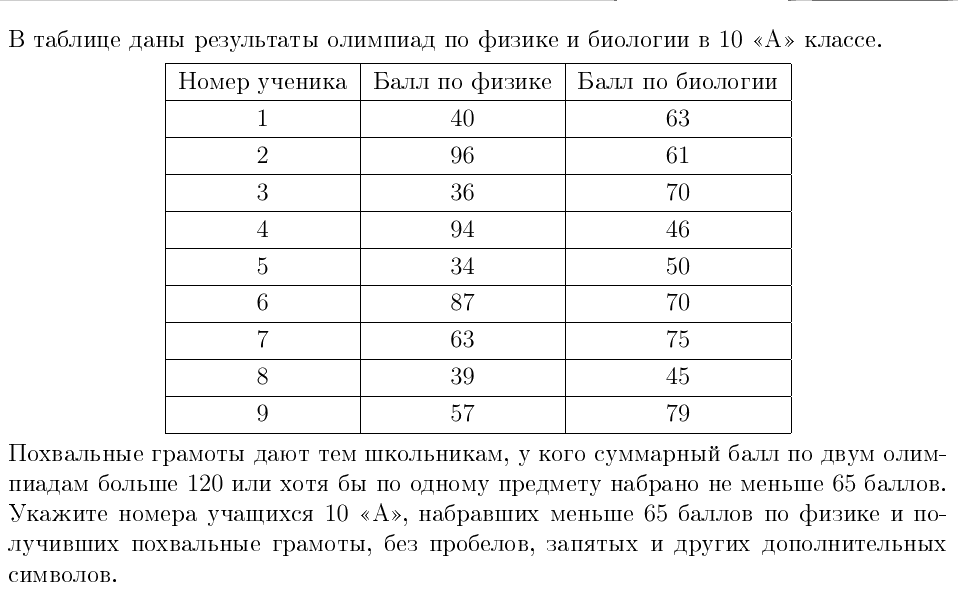 В таблице даны результаты олимпиад по физике и биологии в 10 «А» классе.
Номер ученика Балл по физике Балл по биологии
1 40 63
2 96 61
3 36 70
4 94 46
5 34 50
6 87 70
7 63 75
8 39 45
9 57 79
Похвальные грамоты дают тем школьникам, у кого суммарный балл по двум олим-
пиадам больше 120 или хотя бы по одному предмету набрано не меньше 65 баллов.
Укажите номера учащихся 10 «А», набравших меньше 65 баллов по физике и по-
лучивших похвальные грамоты, без пробелов, запятых и других дополнительных
символов.